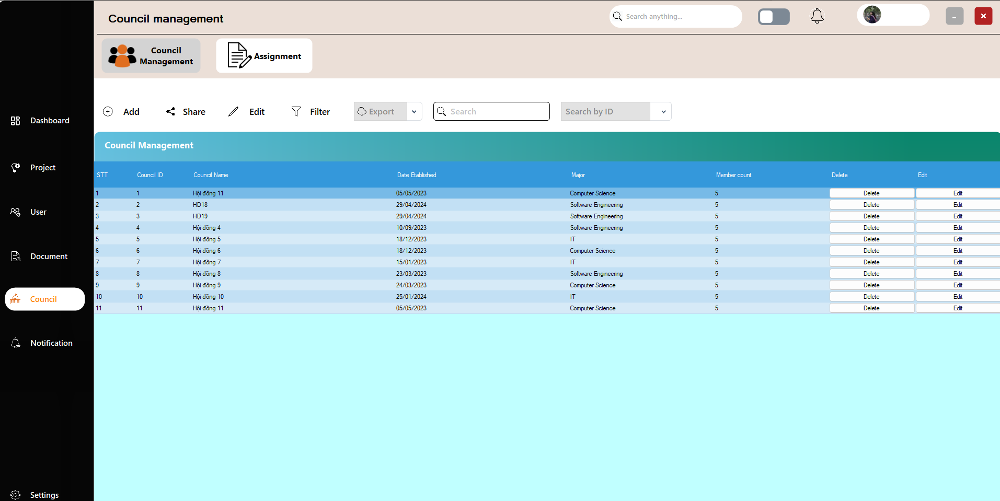 Council management
Search anything...
Council
Management
Assignment
Dashboard
Project
User
Document
Council
Notification
Settings
Add Share Edit Filter Export Search Search by ID
Council Management
STT Council ID Council Name Date Etablished Major Member count Delete Edit
1 1 Hội đồng 11 05/05/2023 Computer Science 5 Delete Edit
2 2 HD18 29/04/2024 Software Engineering 5 Delete Edit
3 3 HD19 29/04/2024 Software Engineering 5 Delete Edit
4 4 Hội đồng 4 10/09/2023 Software Engineering 5 Delete Edit
5 5 Hội đồng 5 18/12/2023 IT 5 Delete Edit
6 6 Hội đồng 6 18/12/2023 Computer Science 5 Delete Edit
7 7 Hội đồng 7 15/01/2023 IT 5 Delete Edit
8 8 Hội đồng 8 23/03/2023 Software Engineering 5 Delete Edit
9 9 Hội đồng 9 24/03/2023 Computer Science 5 Delete Edit
10 10 Hội đồng 10 25/01/2024 IT 5 Delete Edit
11 11 Hội đồng 11 05/05/2023 Computer Science 5 Delete Edit